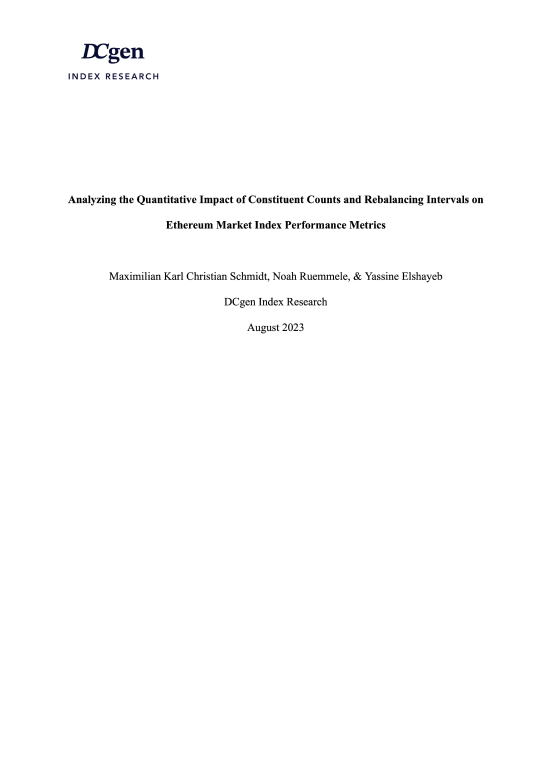 DCgen
INDEX RESEARCH
Analyzing the Quantitative Impact of Constituent Counts and Rebalancing Intervals on
Ethereum Market Index Performance Metrics
Maximilian Karl Christian Schmidt, Noah Ruemmele, & Yassine Elshayeb
DCgen Index Research
August 2023